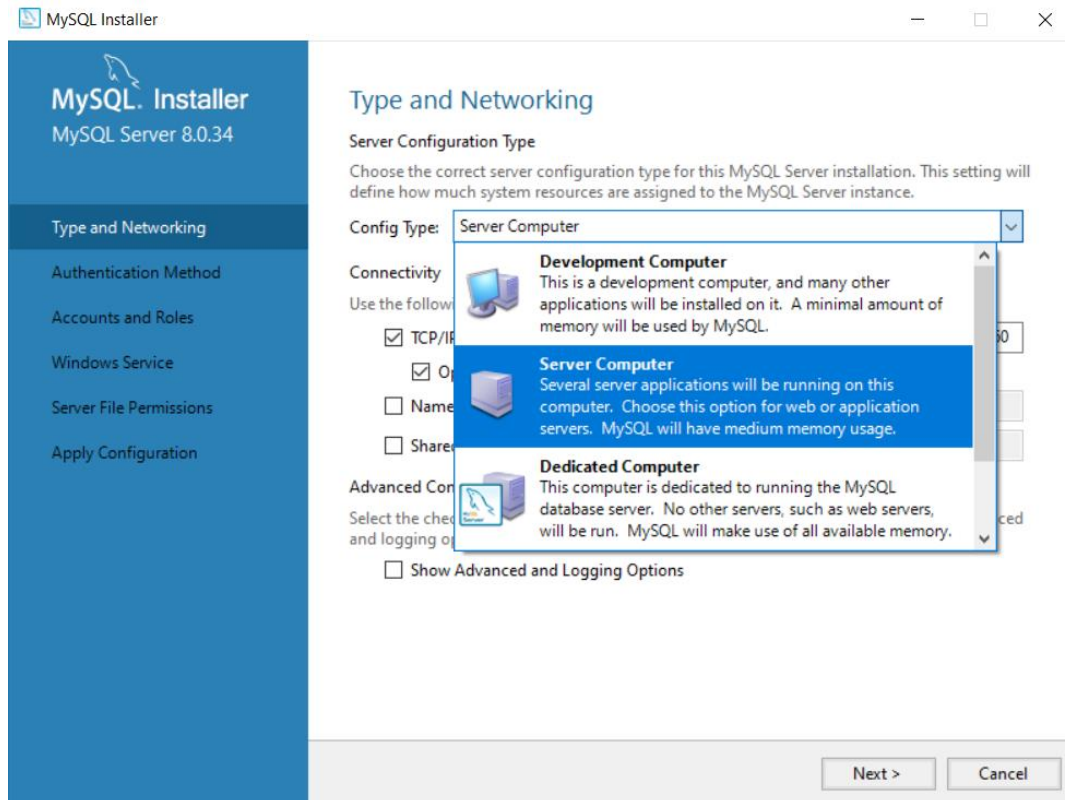 MySQL Installer
MySQL. Installer
MySQL Server 8.0.34
Type and Networking
Authentication Method
Accounts and Roles
Windows Service
Server File Permissions
Apply Configuration
Type and Networking
Server Configuration Type
Choose the correct server configuration type for this MySQL Server installation. This setting will
define how much system resources are assigned to the MySQL Server instance.
Config Type: Server Computer
Development Computer
This is a development computer, and many other
applications will be installed on it. A minimal amount of
memory will be used by MySQL.
Server Computer
Several server applications will be running on this
computer. Choose this option for web or application
servers. MySQL will have medium memory usage.
Dedicated Computer
This computer is dedicated to running the MySQL
database server. No other servers, such as web servers,
will be run. MySQL will make use of all available memory.
Connectivity
Use the follow
TCP/IP
Name
Share
Advanced Con
Select the che
and logging o
Show Advanced and Logging Options
Next >
Cancel